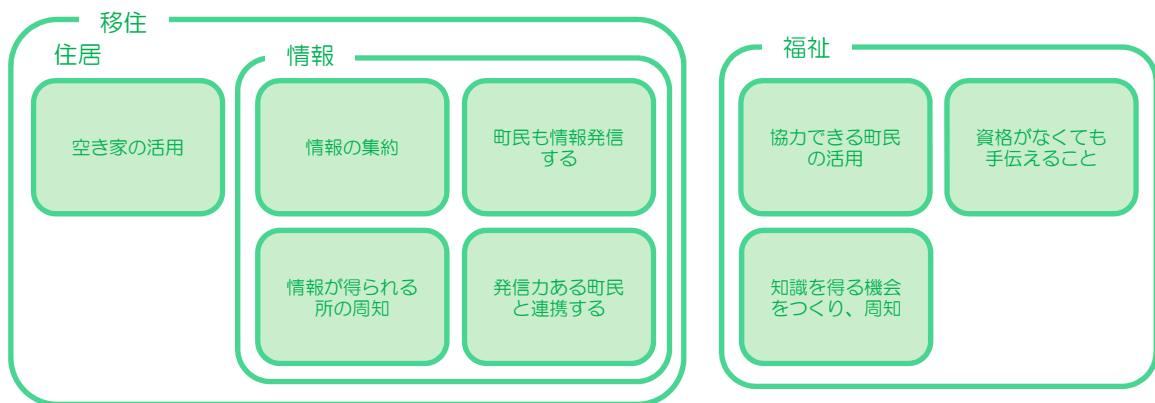 移住
住居
空き家の活用
情報
情報の集約
町民も情報発信
する
情報が得られる
所の周知
発信力ある町民
と連携する
福祉
協力できる町民
の活用
資格がなくても
手伝えること
知識を得る機会
をつくり、周知